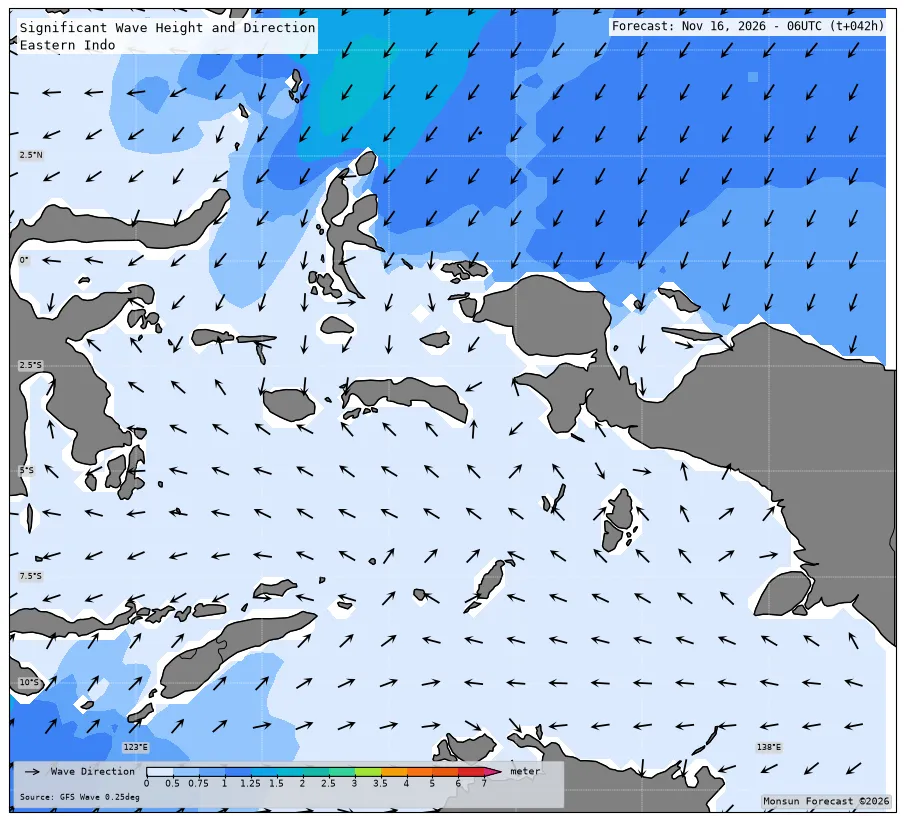 Significant Wave Height and Direction
Eastern Indo
Forecast: Nov 16, 2026 - 06UTC (t+042h)
2.5°N
0°
2.5°S
5°S
7.5°S
10°S
123°E
138°E
Wave Direction
meter
0 0.5 0.75 1 1.25 1.5 2 2.5 3 3.5 4 5 6 7
Source: GFS Wave 0.25deg
Monsun Forecast ©2026